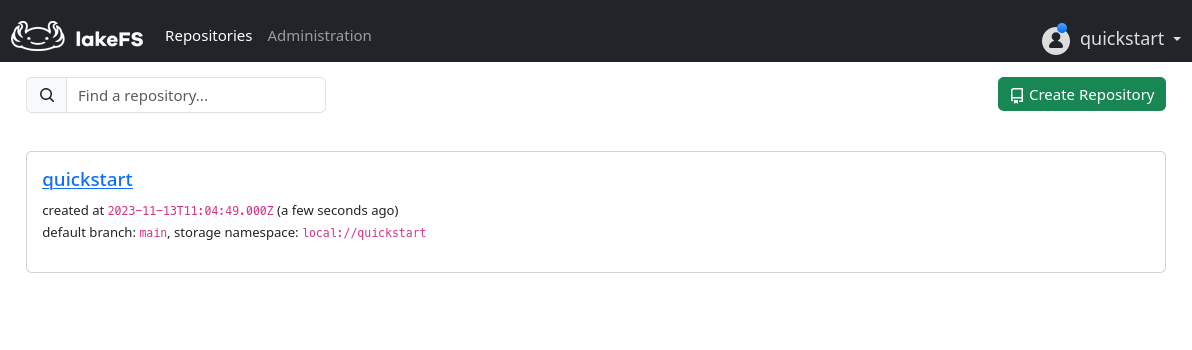 lakeFS Repositories Administration quickstart
Find a repository... Create Repository
quickstart
created at 2023-11-13T11:04:49.000Z (a few seconds ago)
default branch: main, storage namespace: local://quickstart